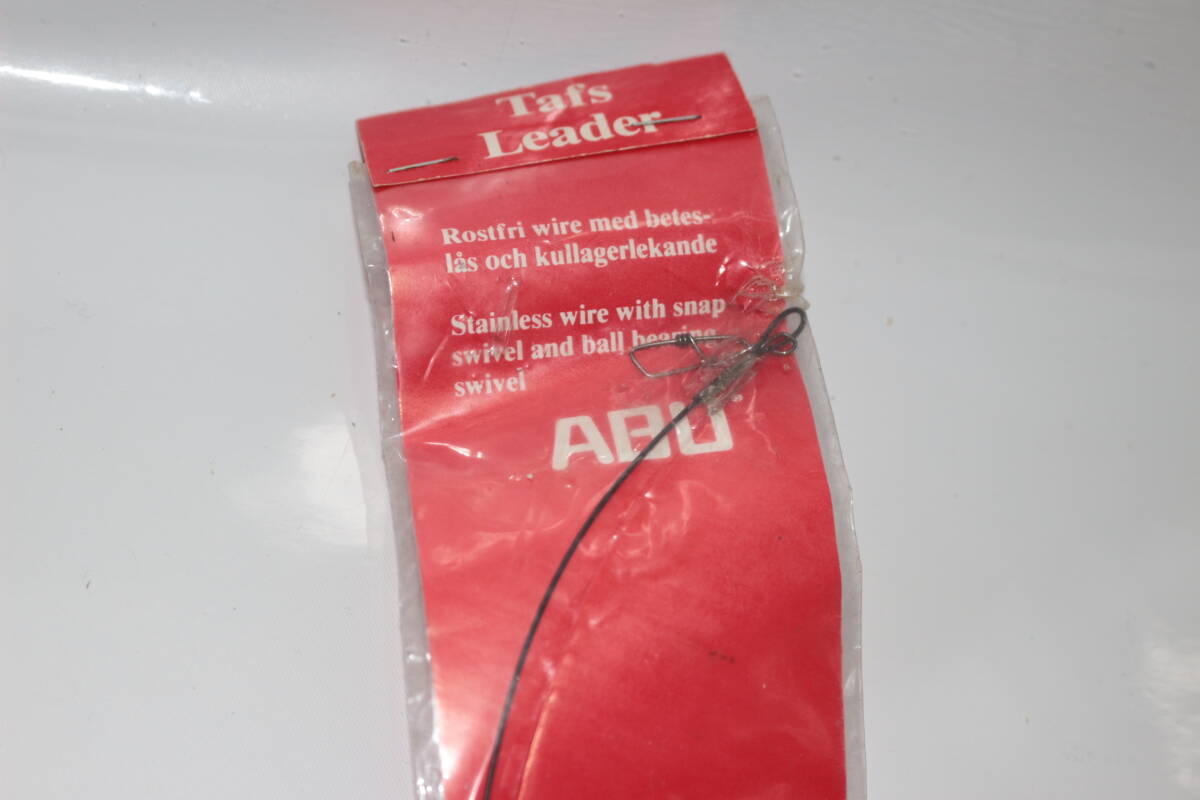 Tafs
Leader
Rostfri wire med betes-
lås och kullagerlekande
Stainless wire with snap
swivel and ball bearing
swivel
ABU